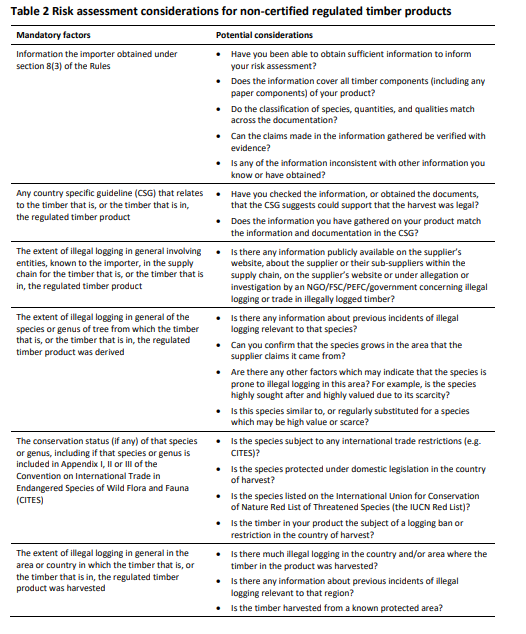 Table 2 Risk assessment considerations for non-certified regulated timber products
Mandatory factors
Potential considerations
Information the importer obtained under
section 8(3) of the Rules
• Have you been able to obtain sufficient information to inform
your risk assessment?
• Does the information cover all timber components (including any
paper components) of your product?
• Do the classification of species, quantities, and qualities match
across the documentation?
• Can the claims made in the information gathered be verified with
evidence?
• Is any of the information inconsistent with other information you
know or have obtained?
Any country specific guideline (CSG) that relates
to the timber that is, or the timber that is in,
the regulated timber product
• Have you checked the information, or obtained the documents,
that the CSG suggests could support that the harvest was legal?
• Does the information you have gathered on your product match
the information and documentation in the CSG?
The extent of illegal logging in general involving
entities, known to the importer, in the supply
chain for the timber that is, or the timber that is
in, the regulated timber product
• Is there any information publicly available on the supplier's
website, about the supplier or their sub-suppliers within the
supply chain, on the supplier's website or under allegation or
investigation by an NGO/FSC/PEFC/government concerning illegal
logging or trade in illegally logged timber?
The extent of illegal logging in general of the
species or genus of tree from which the timber
that is, or the timber that is in, the regulated
timber product was derived
• Is there any information about previous incidents of illegal
logging relevant to that species?
• Can you confirm that the species grows in the area that the
supplier claims it came from?
• Are there any other factors which may indicate that the species is
prone to illegal logging in this area? For example, is the species
highly sought after and highly valued due to its scarcity?
• Is this species similar to, or regularly substituted for a species
which may be high value or scarce?
The conservation status (if any) of that species
or genus, including if that species or genus is
included in Appendix I, II or III of the
Convention on International Trade in
Endangered Species of Wild Flora and Fauna
(CITES)
• Is the species subject to any international trade restrictions (e.g.
CITES)?
• Is the species protected under domestic legislation in the country
of harvest?
• Is the species listed on the International Union for Conservation
of Nature Red List of Threatened Species (the IUCN Red List)?
• Is the timber in your product the subject of a logging ban or
restriction in the country of harvest?
The extent of illegal logging in general in the
area or country in which the timber that is, or
the timber that is in, the regulated timber
product was harvested
• Is there much illegal logging in the country and/or area where the
timber in the product was harvested?
• Is there any information about previous incidents of illegal
logging relevant to that region?
• Is the timber harvested from a known protected area?